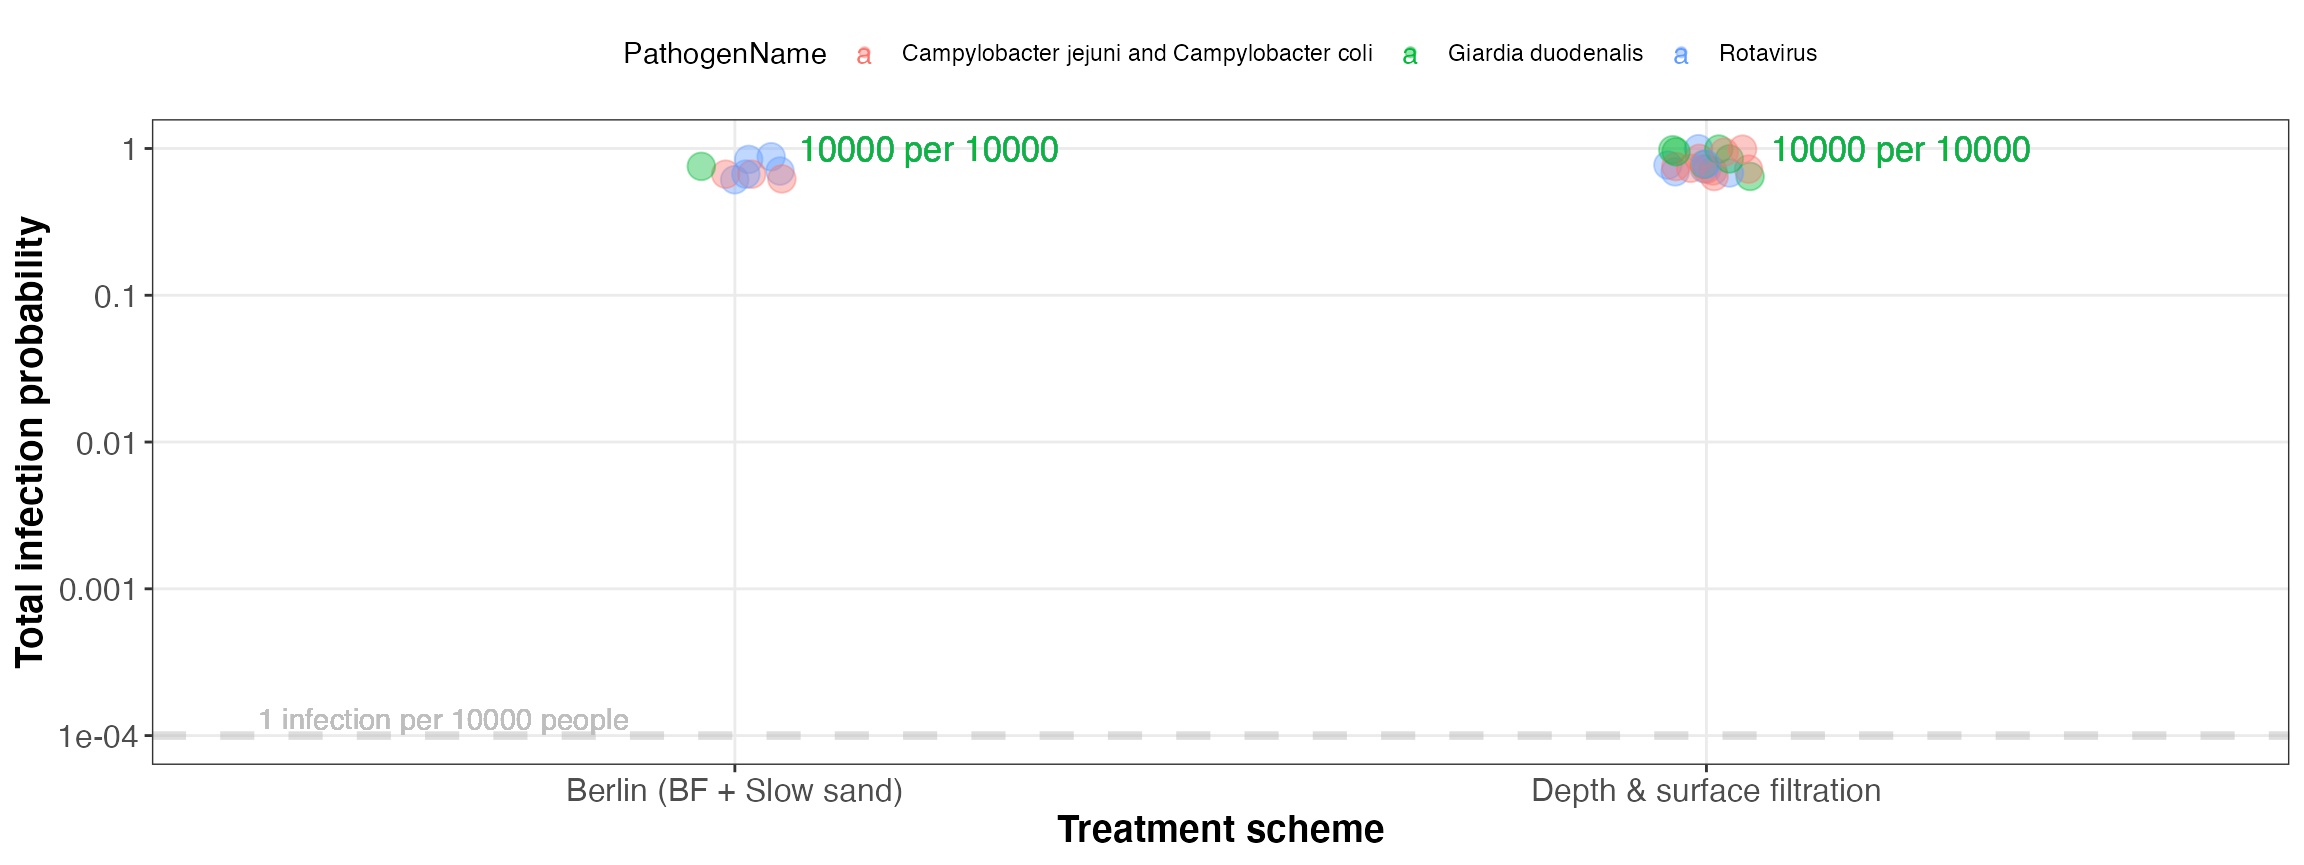 PathogenName a Campylobacter jejuni and Campylobacter coli a Giardia duodenalis a Rotavirus
Total infection probability
1
0.1
0.01
0.001
1e-04
10000 per 10000
10000 per 10000
1 infection per 10000 people
Berlin (BF + Slow sand)
Depth & surface filtration
Treatment scheme